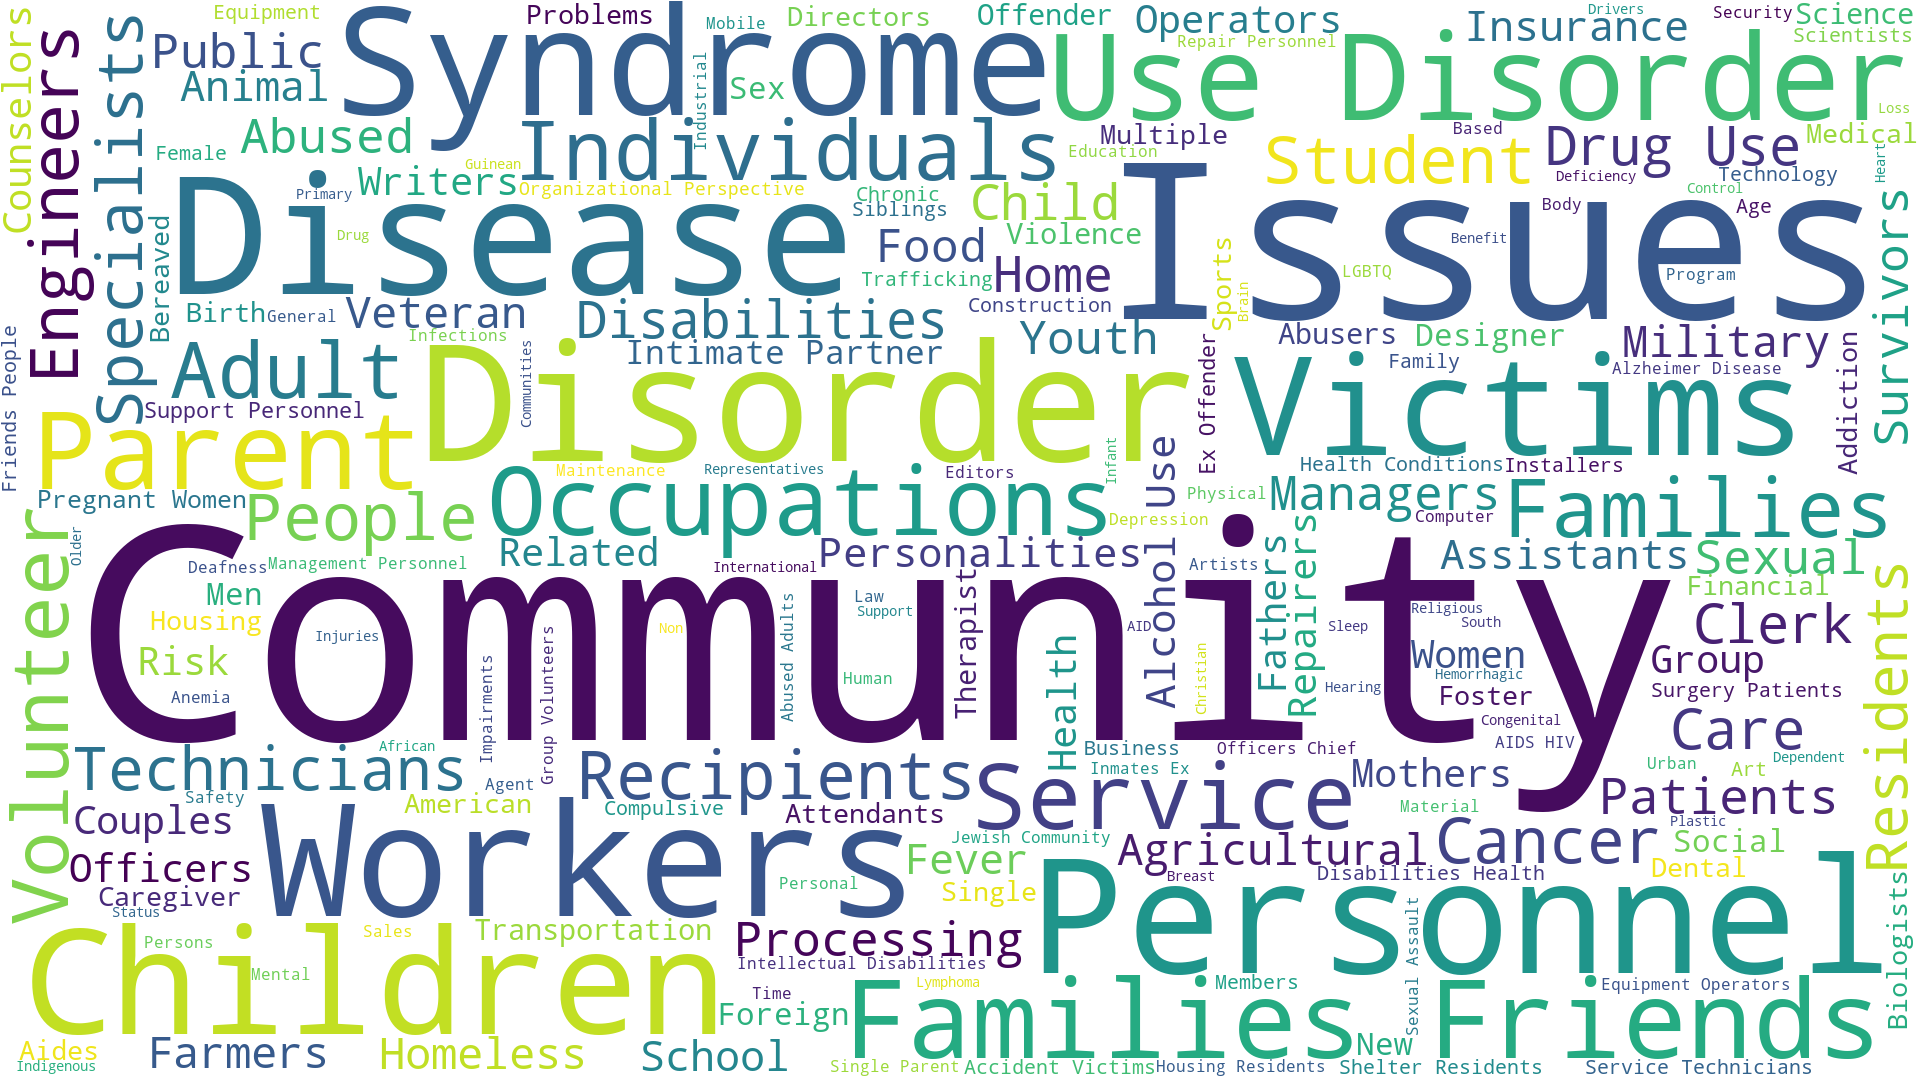 Equipment
Problems
Mobile
Directors
Offender
Operators
Drivers
Insurance
Security
Science
Scientists
Counselors
Engineers
Specialists
Public
Animal
Syndrome
Industrial
Sex
Repair Personnel
Use Disorder
Loss
Abused
Female
Individuals
Guinean
Multiple
Education
Student
Based
Drug Use
Medical
Heart
Writers
Primary
Organizational Perspective
Chronic
Siblings
Child
Deficiency
Technology
Control
Age
Body
Disease
Drug
Food
Violence
Issues
LGBTQ
Benefit
Program
Survivors
Bereaved
Trafficking
Home
Sports
Brain
Construction
Birth
General
Veteran
Disabilities
Infections
Youth
Abusers
Designer
Military
Friends People
Adult
Intimate Partner
Communities
Family
Alzheimer Disease
Addiction
Support Personnel
Parent
Disorder
Ex Offender
Victims
Pregnant Women
Maintenance
Representatives
Editors
Infant
Alcohol Use
Health Conditions
Installers
People
Occupations
Physical
Managers
Families
Volunteer
Older
Depression
Computer
Related
Personalities
Fathers
Repairers
Assistants
Sexual
Deafness
Management Personnel
International
Artists
Financial
Men
Housing
Community
Law
Support
Therapist
AID
Religious
South
Sleep
Clerk
Injuries
Non
Abused Adults
Health
Christian
Women
Group
Residents
Risk
Group Volunteers
Impairments
Human
Hemorrhagic
Hearing
Foster
Surgery Patients
Anemia
Congenital
Care
African
Business
Officers Chief
AIDS HIV
Technicians
Agent
Recipients
Inmates Ex
Service
Mothers
Urban
Art
Dependent
Safety
American
Compulsive
Attendants
Material
Patients
Couples
Workers
Jewish Community
Plastic
Agricultural
Cancer
Social
Officers
Fever
Breast
Disabilities Health
Dental
Caregiver
Personal
Single
Personnel
Status
Children
Sales
Transportation
Processing
Sexual Assault
Biologists
Persons
Mental
Intellectual Disabilities
Lymphoma
Members
Equipment Operators
Time
Foreign
Families
Friends
Aides
Indigenous
Farmers
Homeless
School
New
Single Parent
Accident Victims
Housing Residents
Shelter Residents
Service Technicians